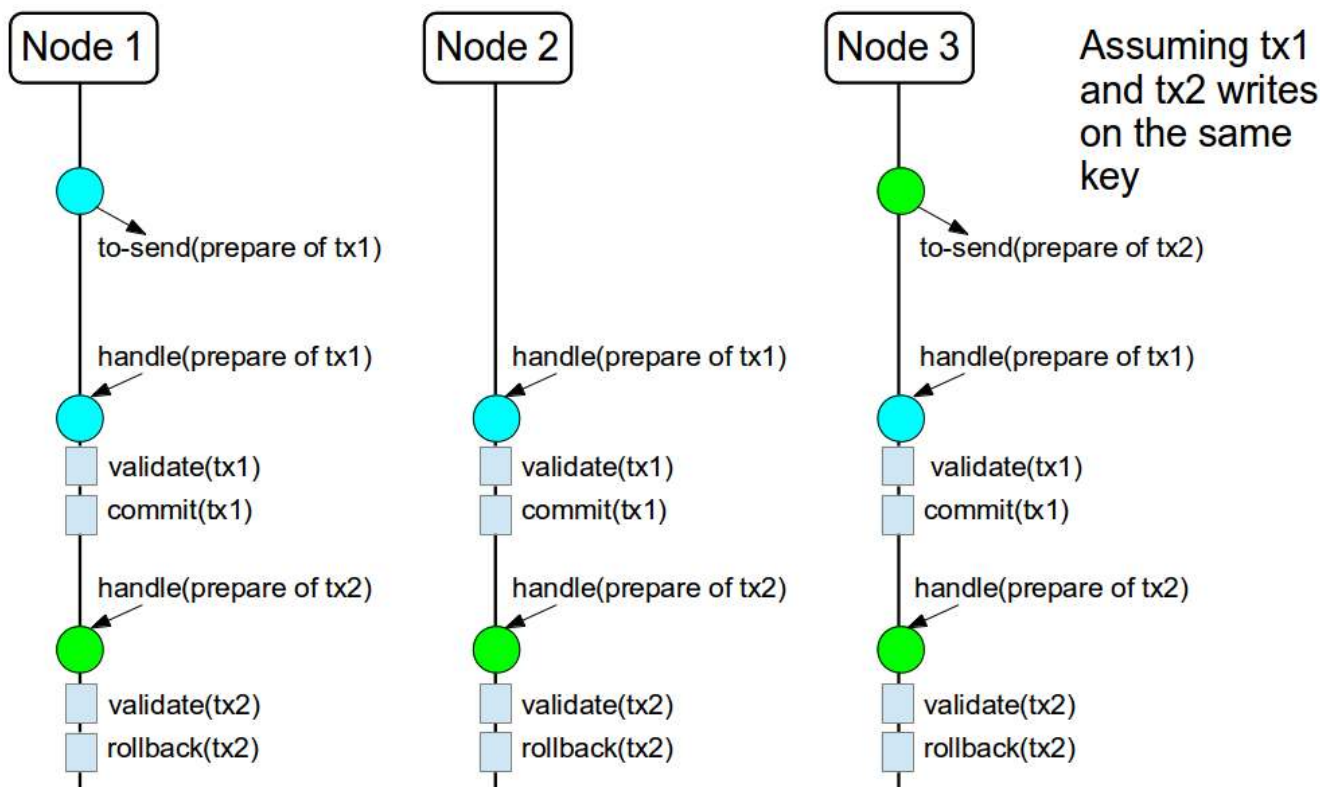 Node 1
Node 2
Node 3
Assuming tx1
and tx2 writes
on the same
key
to-send(prepare of tx1)
to-send(prepare of tx2)
handle(prepare of tx1)
handle(prepare of tx1)
handle(prepare of tx1)
validate(tx1)
validate(tx1)
validate(tx1)
commit(tx1)
commit(tx1)
commit(tx1)
handle(prepare of tx2)
handle(prepare of tx2)
handle(prepare of tx2)
validate(tx2)
validate(tx2)
validate(tx2)
rollback(tx2)
rollback(tx2)
rollback(tx2)